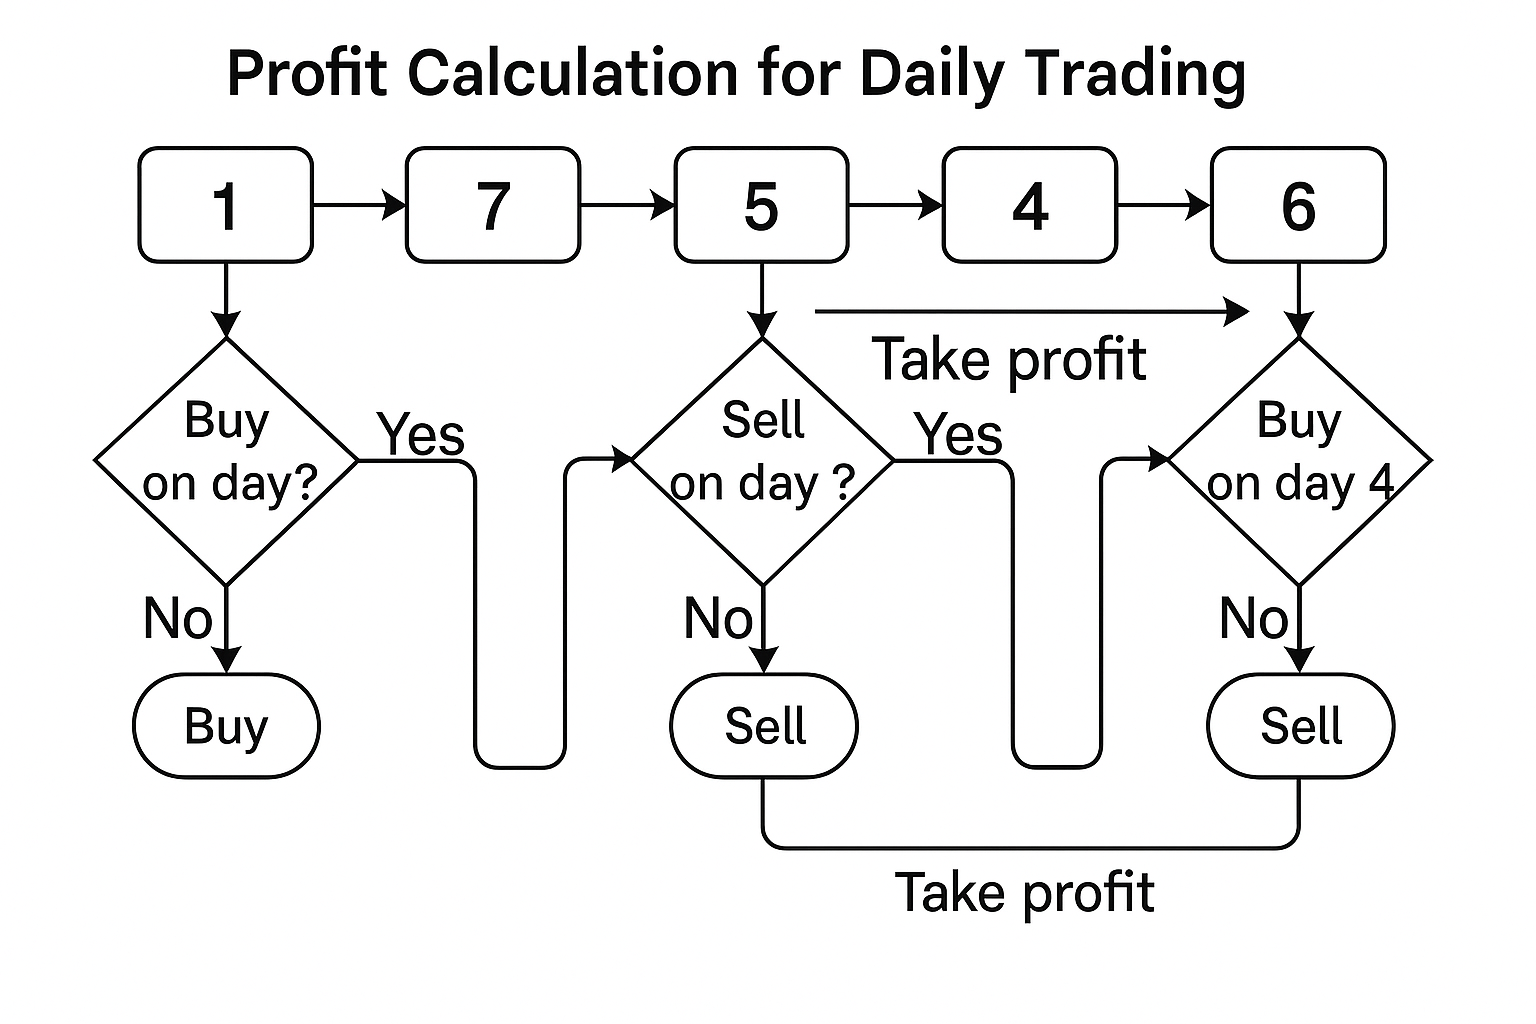 Profit Calculation for Daily Trading
1
7
5
4
6
Take profit
Buy
on day?
Yes
Sell
on day ?
Yes
Buy
on day 4
No
No
No
Buy
Sell
Sell
Take profit